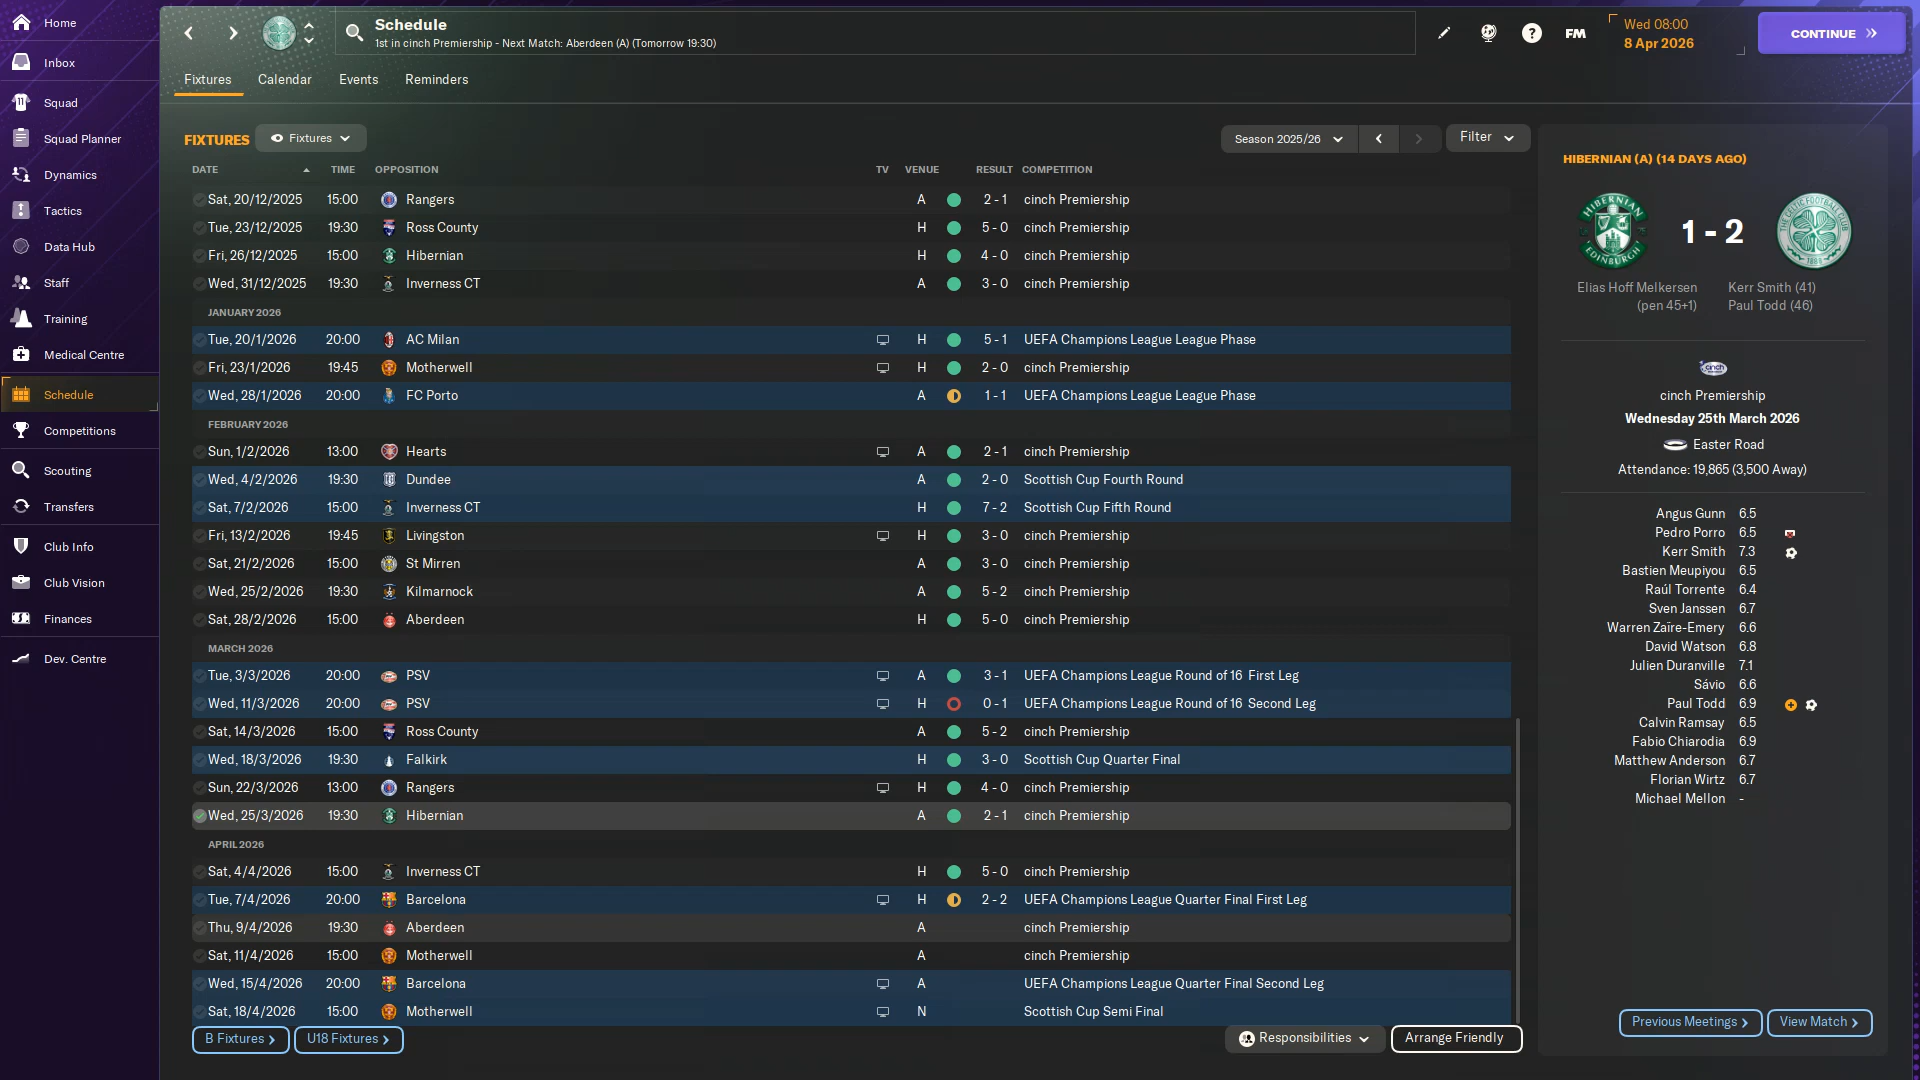 Home
Inbox
Squad
Squad Planner
Dynamics
Tactics
Data Hub
Staff
Training
Medical Centre
Schedule
Competitions
Scouting
Transfers
Club Info
Club Vision
Finances
Dev. Centre
Schedule
1st in cinch Premiership - Next Match: Aberdeen (A) (Tomorrow 19:30)
FM
Wed 08:00
8 Apr 2026
CONTINUE
Fixtures Calendar Events Reminders
FIXTURES Fixtures Season 2025/26 Filter
DATE TIME OPPOSITION TV VENUE RESULT COMPETITION
Sat, 20/12/2025 15:00 Rangers A 2 - 1 cinch Premiership
Tue, 23/12/2025 19:30 Ross County H 5 - 0 cinch Premiership
Fri, 26/12/2025 15:00 Hibernian H 4 - 0 cinch Premiership
Wed, 31/12/2025 19:30 Inverness CT A 3 - 0 cinch Premiership
JANUARY 2026
Tue, 20/1/2026 20:00 AC Milan H 5 - 1 UEFA Champions League League Phase
Fri, 23/1/2026 19:45 Motherwell H 2 - 0 cinch Premiership
Wed, 28/1/2026 20:00 FC Porto A 1 - 1 UEFA Champions League League Phase
FEBRUARY 2026
Sun, 1/2/2026 13:00 Hearts A 2 - 1 cinch Premiership
Wed, 4/2/2026 19:30 Dundee A 2 - 0 Scottish Cup Fourth Round
Sat, 7/2/2026 15:00 Inverness CT H 7 - 2 Scottish Cup Fifth Round
Fri, 13/2/2026 19:45 Livingston H 3 - 0 cinch Premiership
Sat, 21/2/2026 15:00 St Mirren A 3 - 0 cinch Premiership
Wed, 25/2/2026 19:30 Kilmarnock A 5 - 2 cinch Premiership
Sat, 28/2/2026 15:00 Aberdeen H 5 - 0 cinch Premiership
MARCH 2026
Tue, 3/3/2026 20:00 PSV A 3 - 1 UEFA Champions League Round of 16 First Leg
Wed, 11/3/2026 20:00 PSV H 0 - 1 UEFA Champions League Round of 16 Second Leg
Sat, 14/3/2026 15:00 Ross County A 5 - 2 cinch Premiership
Wed, 18/3/2026 19:30 Falkirk H 3 - 0 Scottish Cup Quarter Final
Sun, 22/3/2026 13:00 Rangers H 4 - 0 cinch Premiership
Wed, 25/3/2026 19:30 Hibernian A 2 - 1 cinch Premiership
APRIL 2026
Sat, 4/4/2026 15:00 Inverness CT H 5 - 0 cinch Premiership
Tue, 7/4/2026 20:00 Barcelona H 2 - 2 UEFA Champions League Quarter Final First Leg
Thu, 9/4/2026 19:30 Aberdeen A cinch Premiership
Sat, 11/4/2026 15:00 Motherwell A cinch Premiership
Wed, 15/4/2026 20:00 Barcelona A UEFA Champions League Quarter Final Second Leg
Sat, 18/4/2026 15:00 Motherwell N Scottish Cup Semi Final
B Fixtures U18 Fixtures Responsibilities Arrange Friendly
HIBERNIAN (A) (14 DAYS AGO)
HIBERNIAN
EDINBURGH
1 - 2
THE CELTIC FOOTBALL CLUB
1888
Elias Hoff Melkersen Kerr Smith (41)
(pen 45+1) Paul Todd (46)
cinch
cinch Premiership
Wednesday 25th March 2026
Easter Road
Attendance: 19,865 (3,500 Away)
Angus Gunn 6.5
Pedro Porro 6.5
Kerr Smith 7.3
Bastien Meupiyou 6.5
Raúl Torrente 6.4
Sven Janssen 6.7
Warren Zaïre-Emery 6.6
David Watson 6.8
Julien Duranville 7.1
Sávio 6.6
Paul Todd 6.9
Calvin Ramsay 6.5
Fabio Chiarodia 6.9
Matthew Anderson 6.7
Florian Wirtz 6.7
Michael Mellon -
Previous Meetings View Match